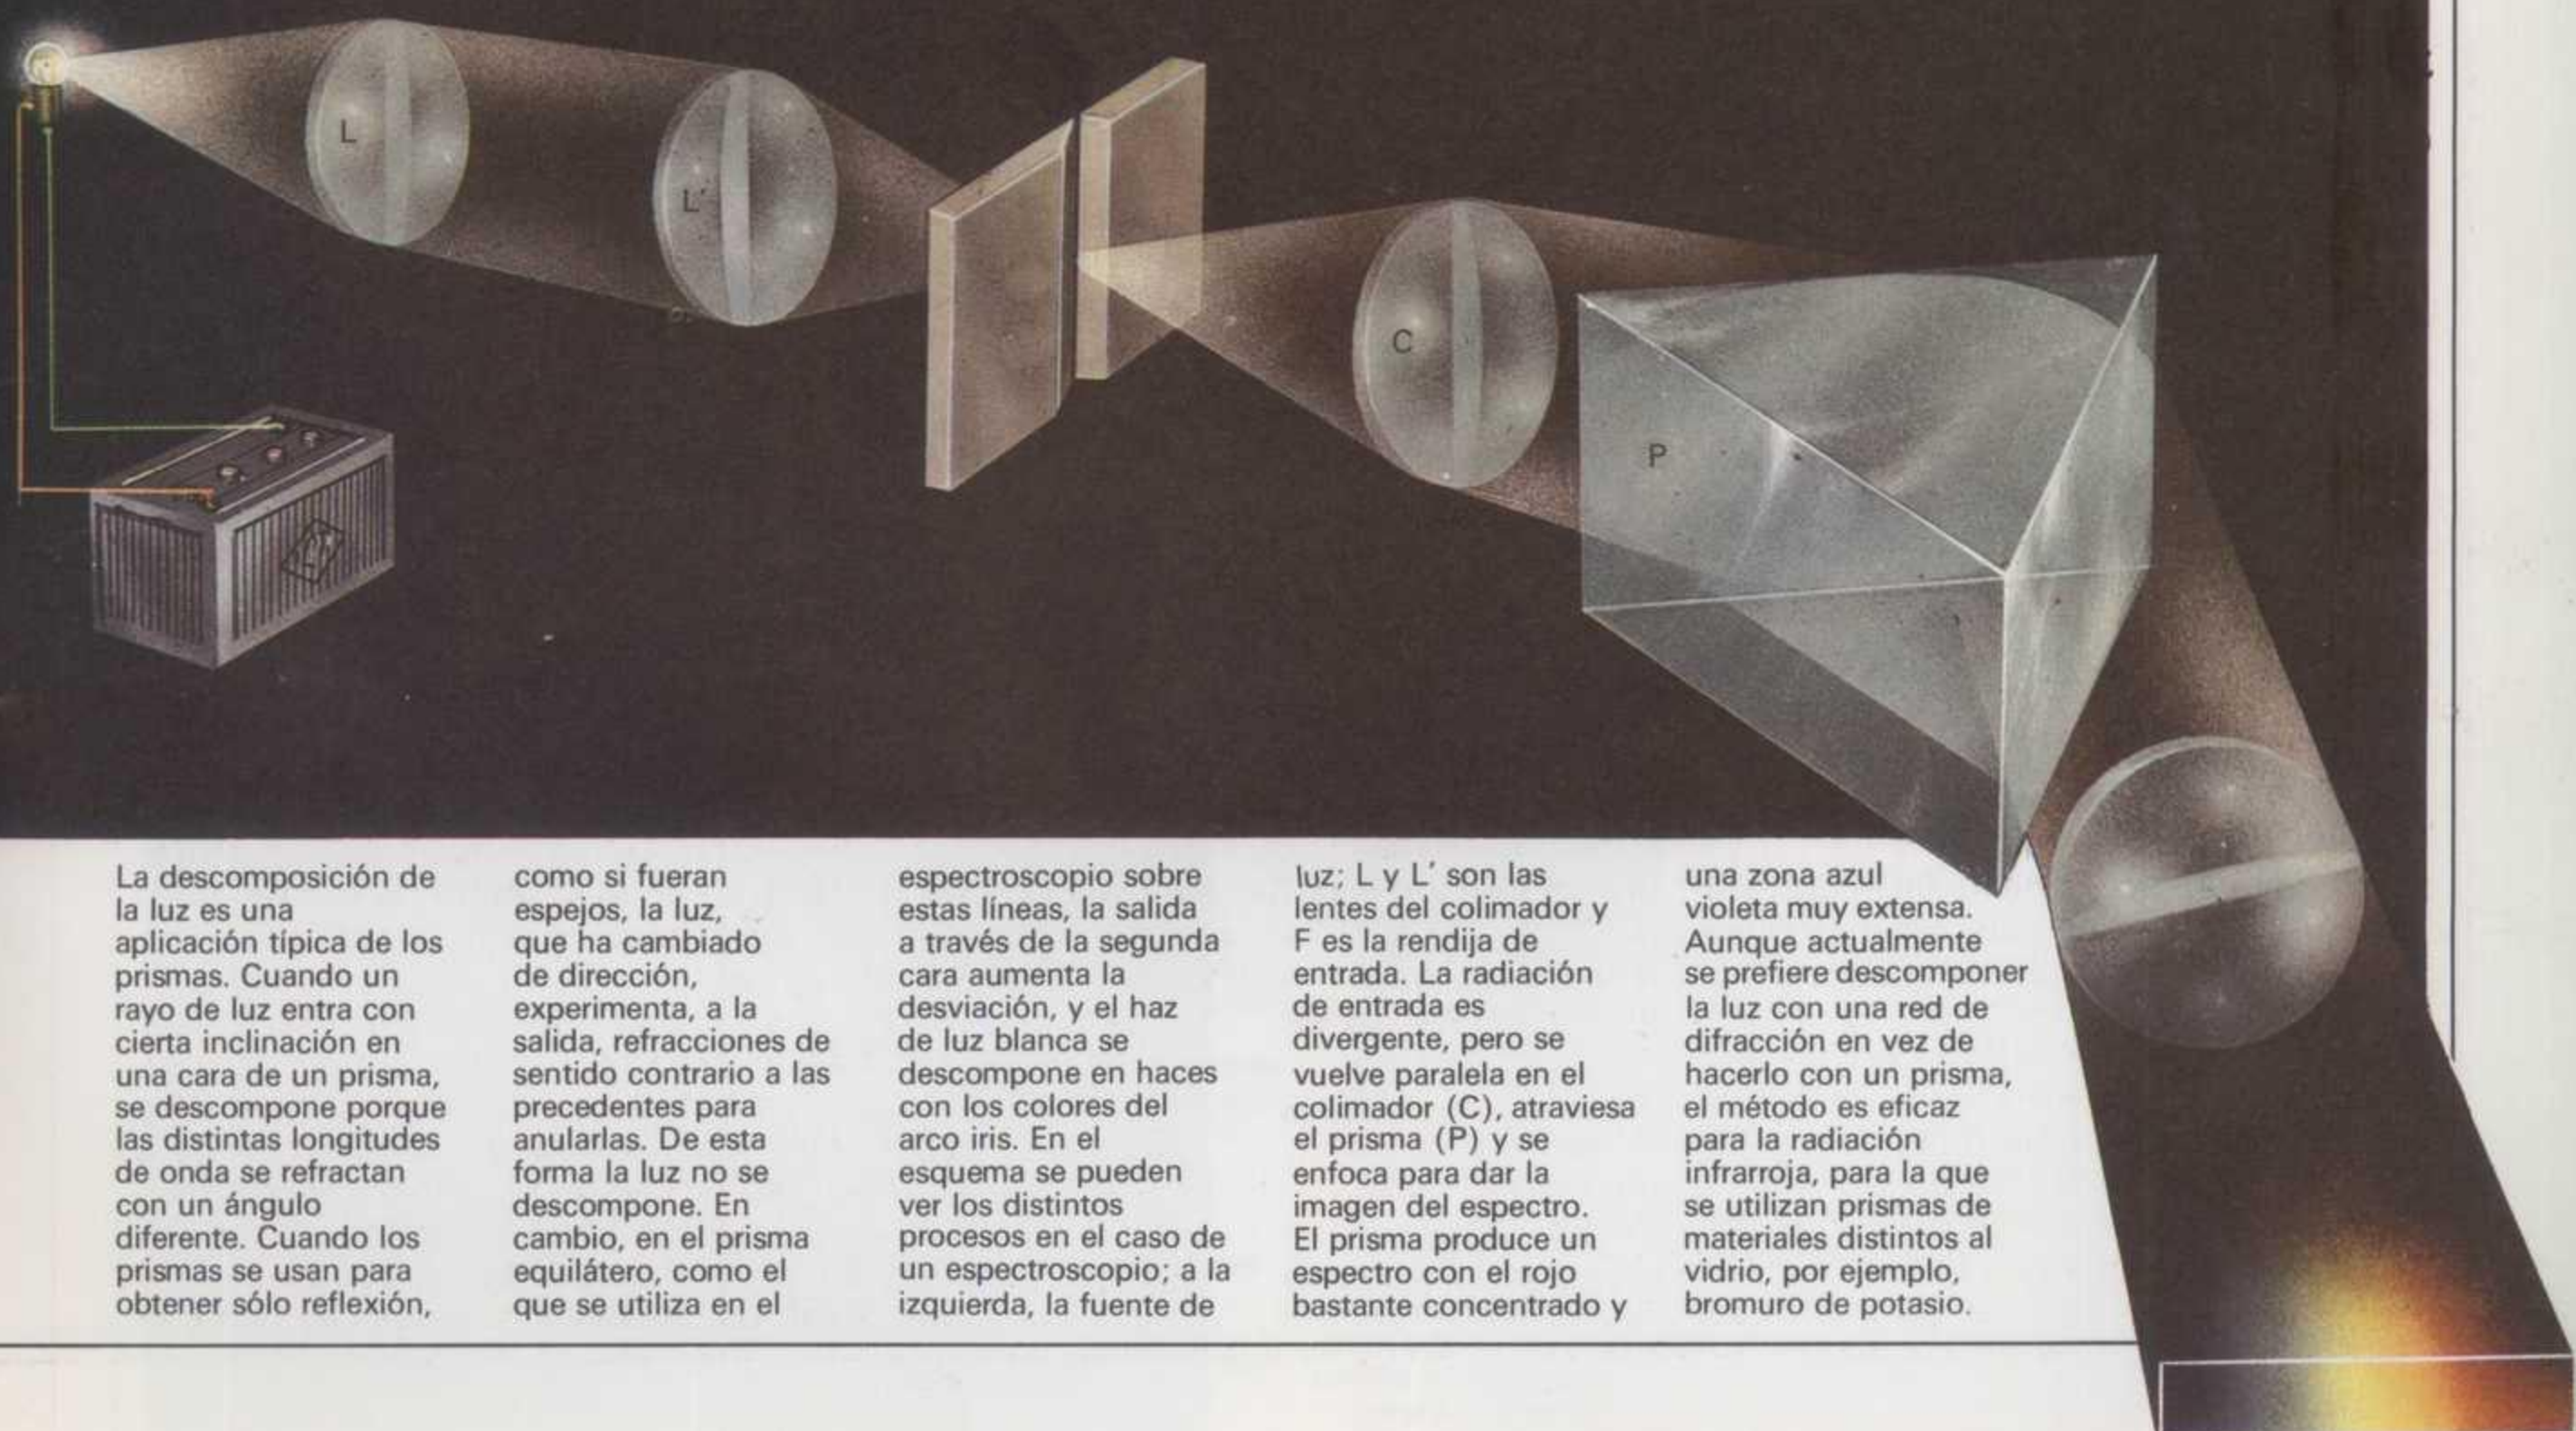 L
L'
C
P
La descomposición de
la luz es una
aplicación típica de los
prismas. Cuando un
rayo de luz entra con
cierta inclinación en
una cara de un prisma,
se descompone porque
las distintas longitudes
de onda se refractan
con un ángulo
diferente. Cuando los
prismas se usan para
obtener sólo reflexión,
como si fueran
espejos, la luz,
que ha cambiado
de dirección,
experimenta, a la
salida, refracciones de
sentido contrario a las
precedentes para
anularlas. De esta
forma la luz no se
descompone. En
cambio, en el prisma
equilátero, como el
que se utiliza en el
espectroscopio sobre
estas líneas, la salida
a través de la segunda
cara aumenta la
desviación, y el haz
de luz blanca se
descompone en haces
con los colores del
arco iris. En el
esquema se pueden
ver los distintos
procesos en el caso de
un espectroscopio; a la
izquierda, la fuente de
luz; L y L' son las
lentes del colimador y
F es la rendija de
entrada. La radiación
de entrada es
divergente, pero se
vuelve paralela en el
colimador (C), atraviesa
el prisma (P) y se
enfoca para dar la
imagen del espectro.
El prisma produce un
espectro con el rojo
bastante concentrado y
una zona azul
violeta muy extensa.
Aunque actualmente
se prefiere descomponer
la luz con una red de
difracción en vez de
hacerlo con un prisma,
el método es eficaz
para la radiación
infrarroja, para la que
se utilizan prismas de
materiales distintos al
vidrio, por ejemplo,
bromuro de potasio.